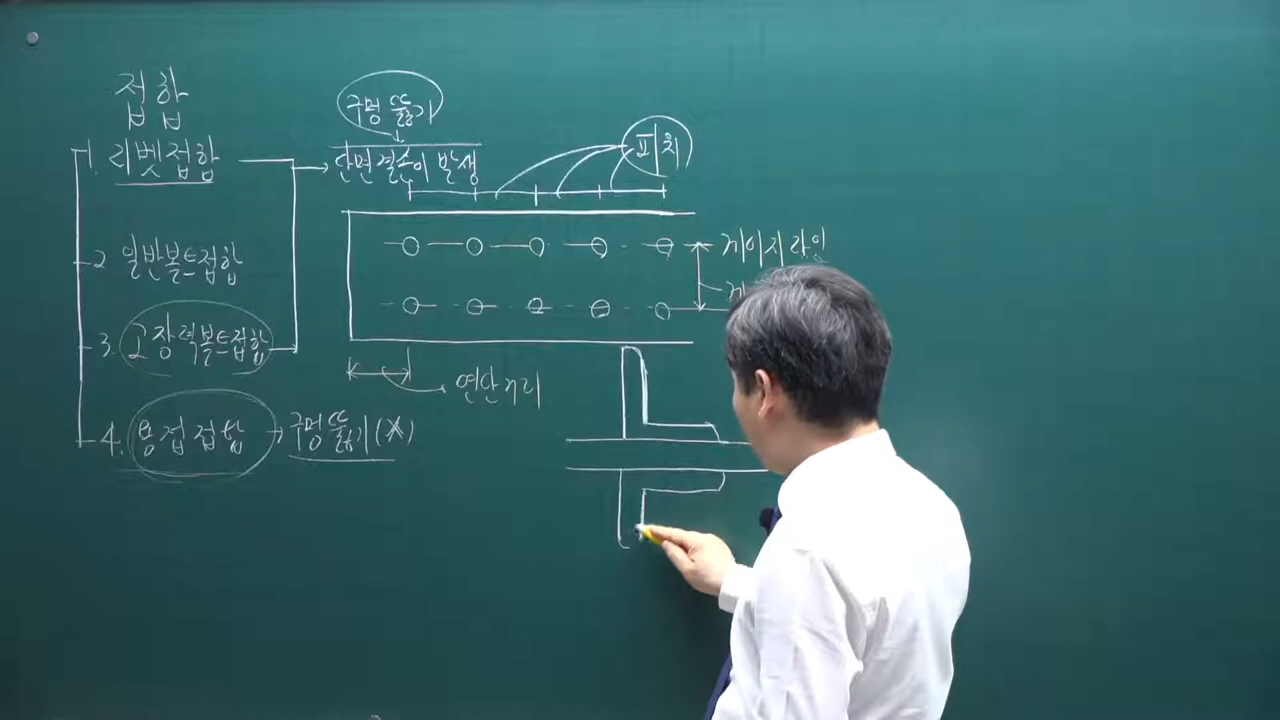 접합
1. 리벳접합
2 일반볼트접합
3. 고장력볼트접합
4. 용접접합 → 구멍뚫기(X)
구멍 뚫기
단면결손이 발생
피치
게이지라인
게
연단거리